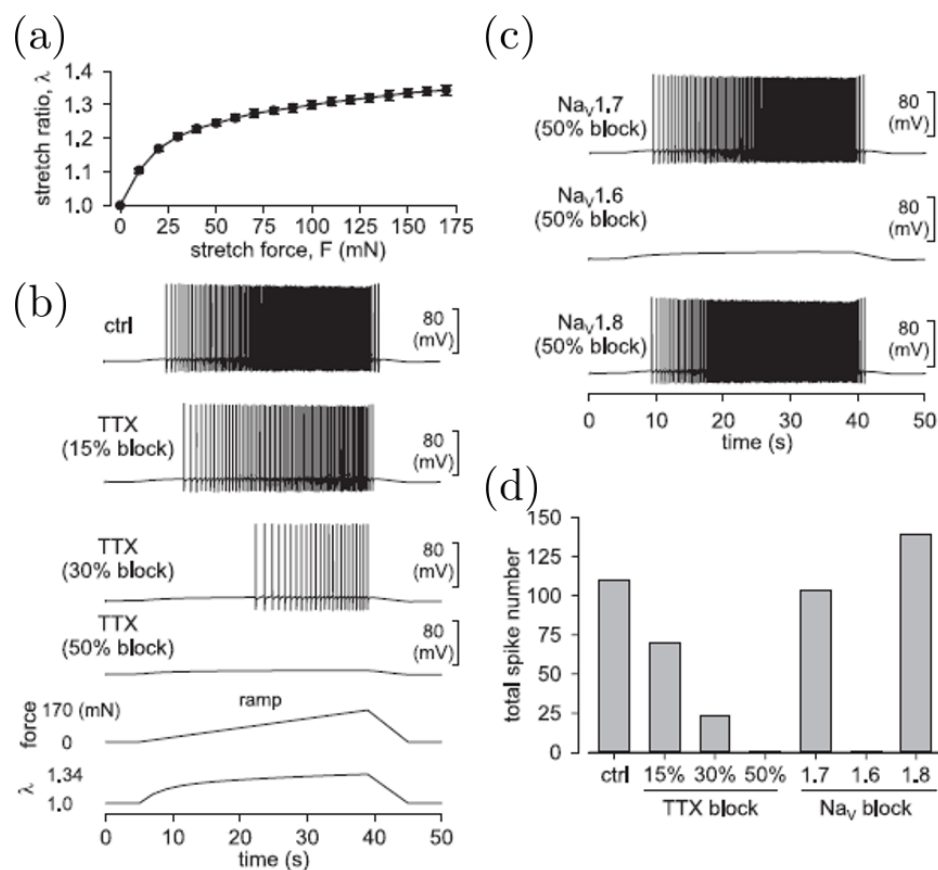 (a)
stretch ratio, λ
1.4
1.3
1.2
1.1
1.0
0 25 50 75 100 125 150 175
stretch force, F (mN)
(b)
ctrl
80
(mV)
TTX
(15% block)
80
(mV)
TTX
(30% block)
80
(mV)
TTX
(50% block)
80
(mV)
ramp
force
170 (mN)
0
λ
1.34
1.0
0 10 20 30 40 50
time (s)
(c)
NaV1.7
(50% block)
80
(mV)
NaV1.6
(50% block)
80
(mV)
NaV1.8
(50% block)
80
(mV)
0 10 20 30 40 50
time (s)
(d)
total spike number
150
125
100
75
50
25
0
ctrl 15% 30% 50% 1.7 1.6 1.8
TTX block NaV block